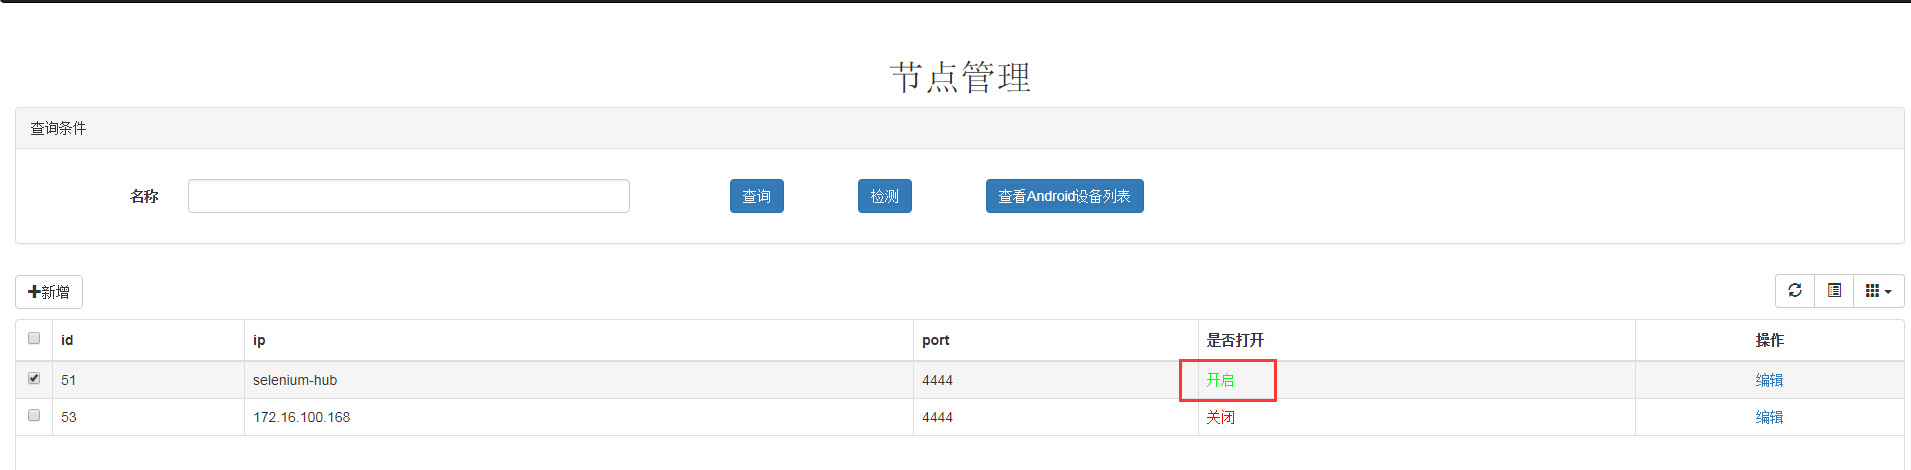 节点管理
查询条件
名称 查询 检测 查看Android设备列表
新增
id ip port 是否打开 操作
51 selenium-hub 4444 开启 编辑
53 172.16.100.168 4444 关闭 编辑